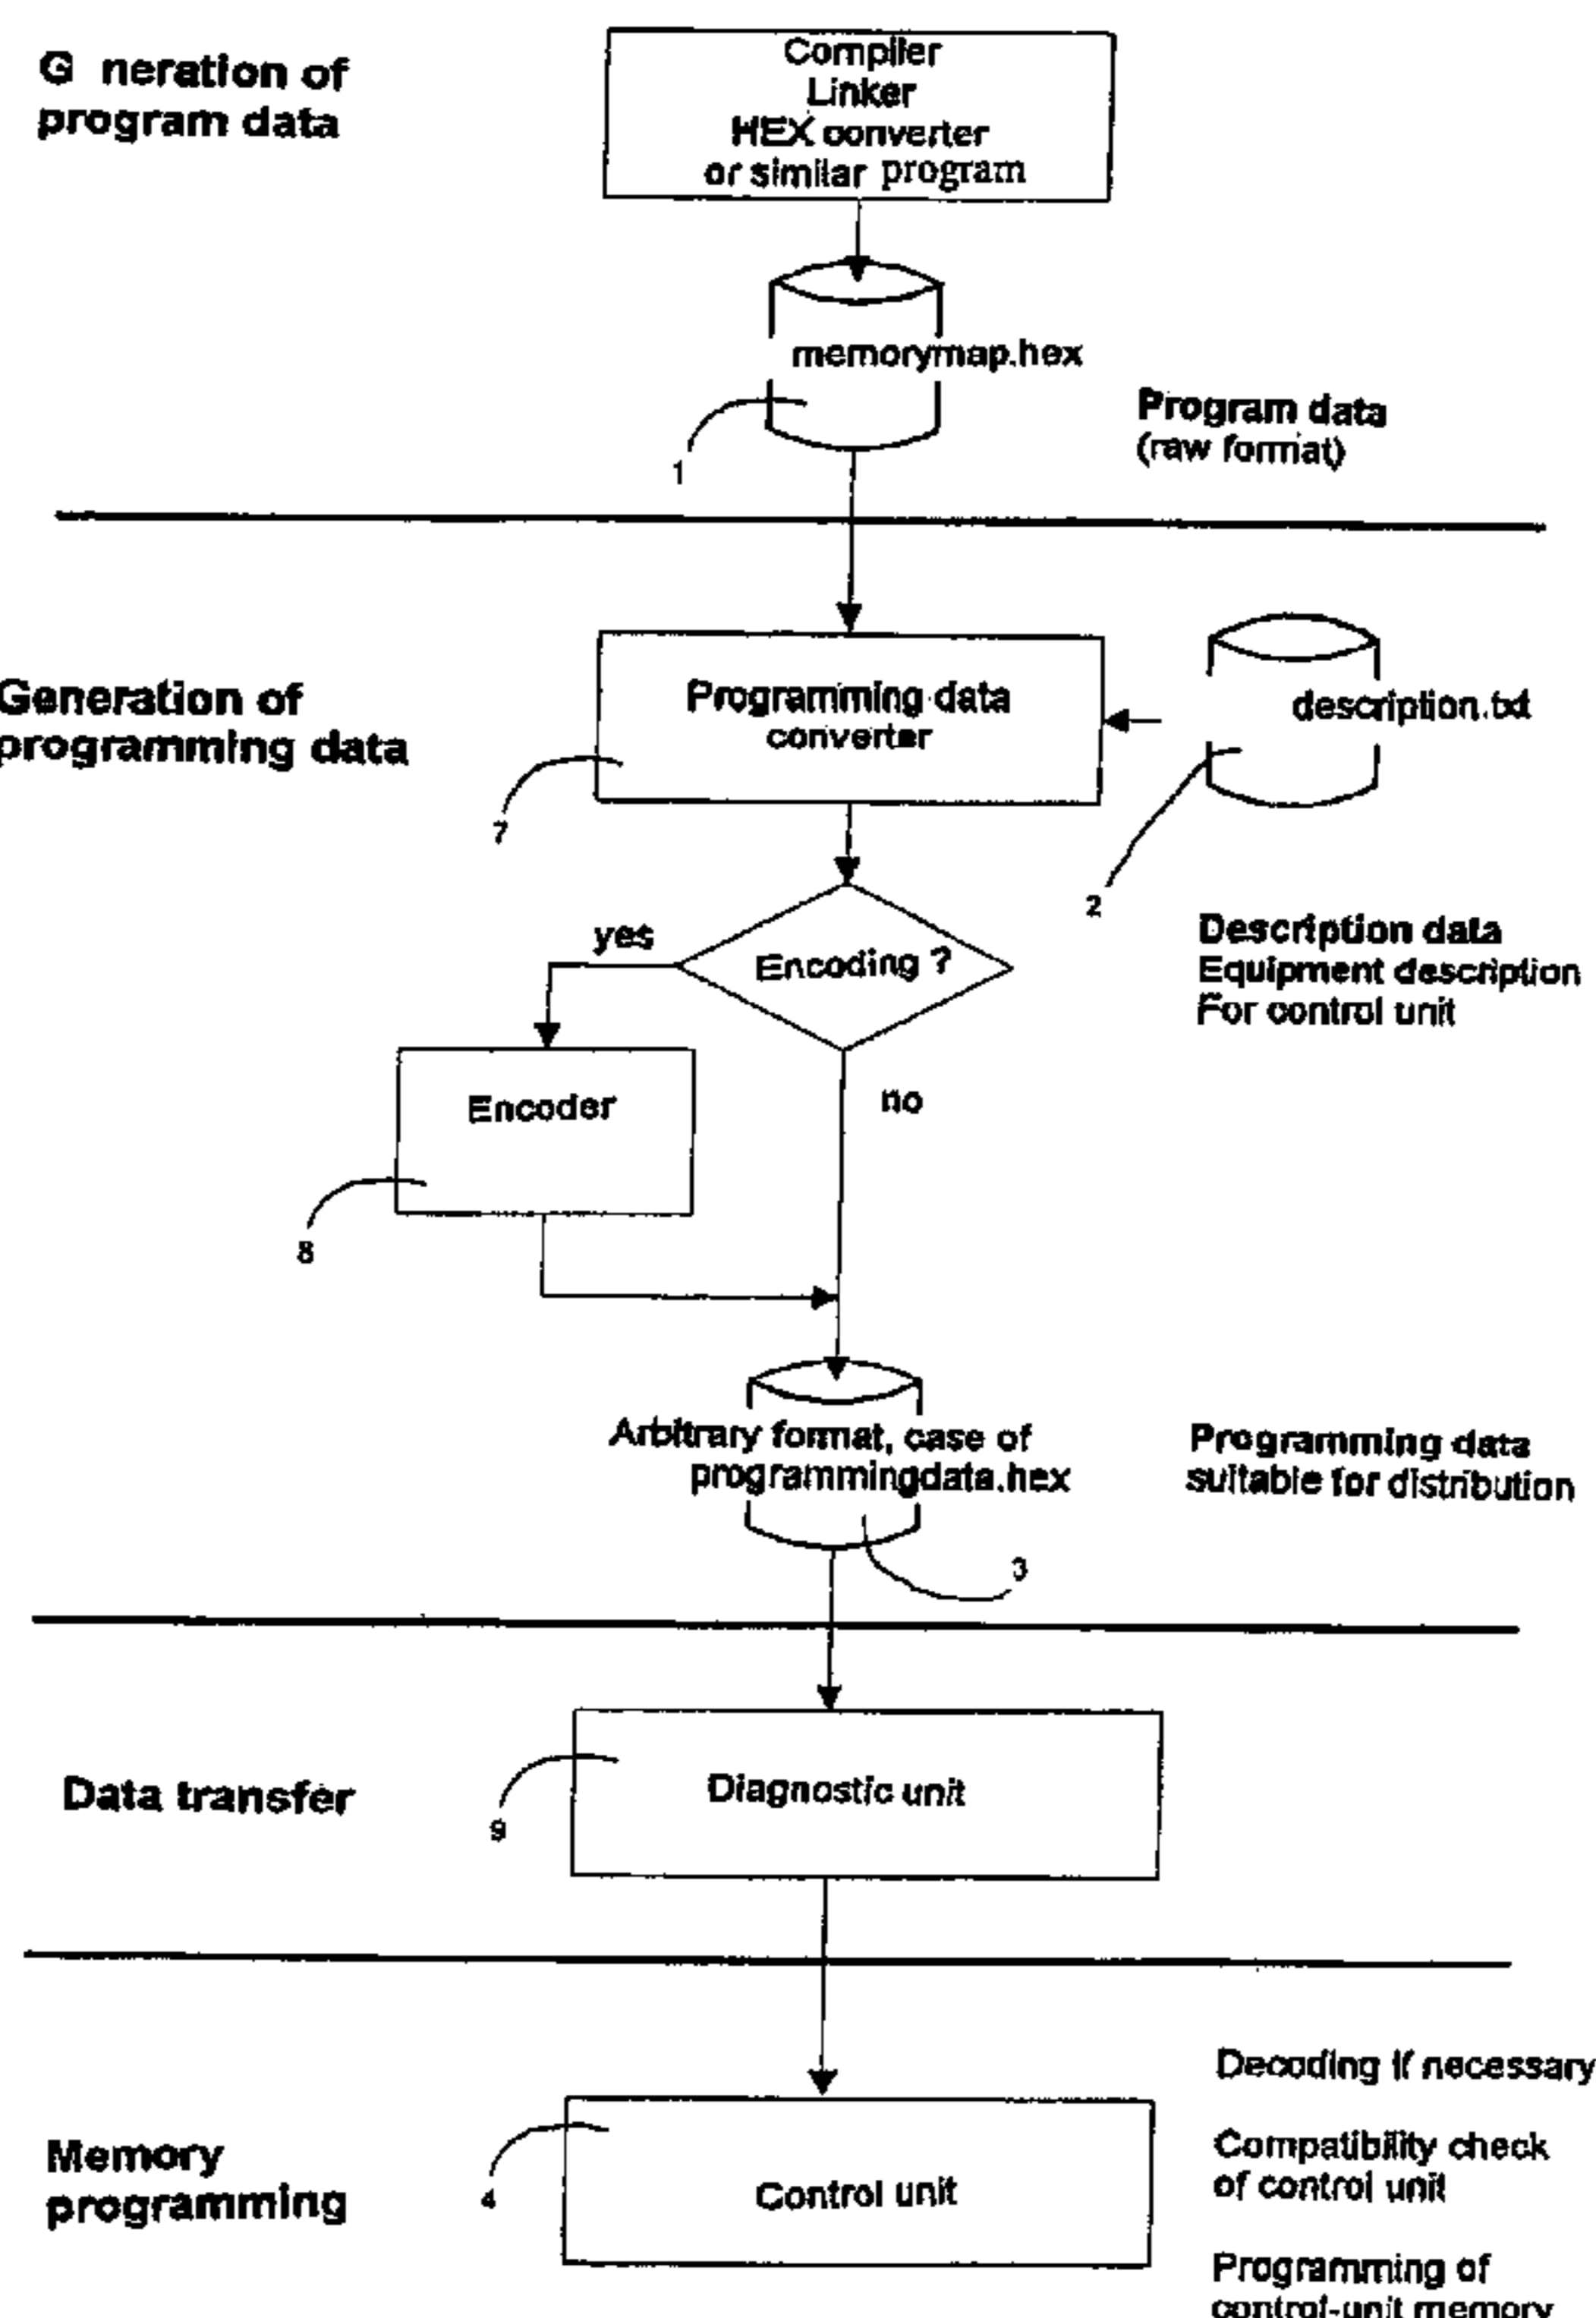 G neration of
program data
Compiler
Linker
HEX converter
or similar program
memorymap.hex
1
Program data
(raw format)
Generation of
programming data
Programming data
converter
7
description.txt
2
Description data
Equipment description
For control unit
Encoding ?
yes
no
Encoder
8
Arbitrary format, case of
programmingdata.hex
3
Programming data
suitable for distribution
Data transfer
Diagnostic unit
9
Memory
programming
Control unit
4
Decoding if necessary
Compatibility check
of control unit
Programming of
control-unit memory